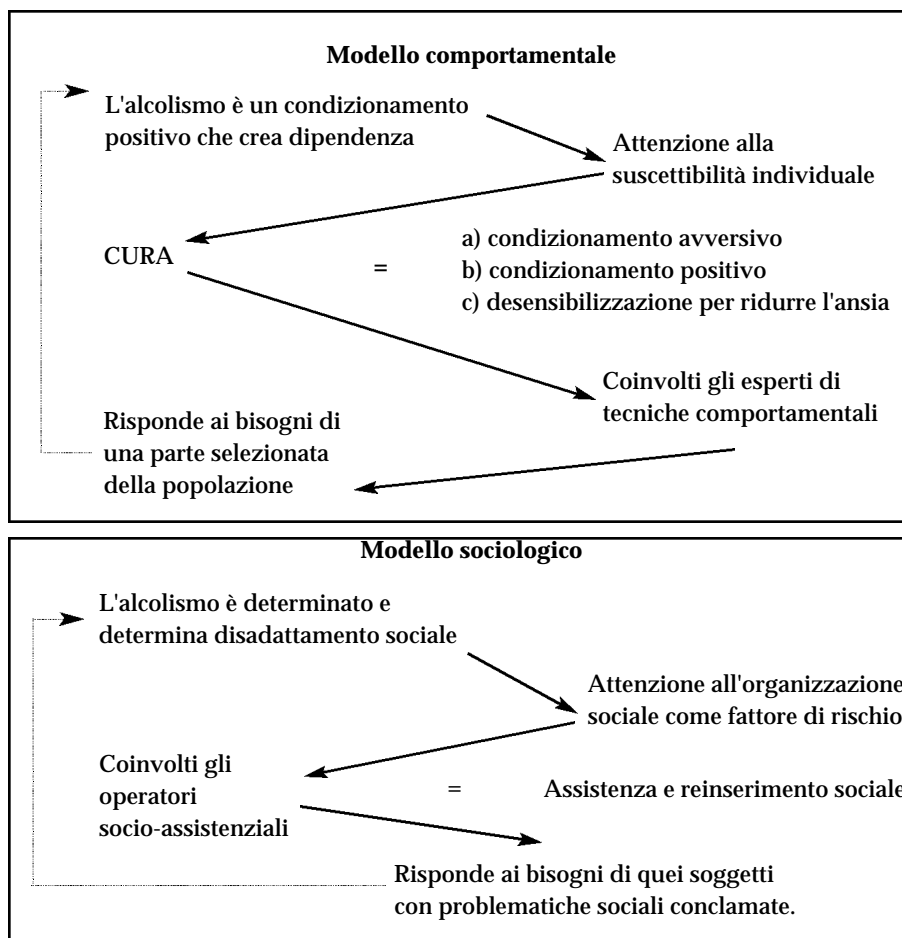 Modello comportamentale
L'alcolismo è un condizionamento
positivo che crea dipendenza
Attenzione alla
suscettibilità individuale
CURA
=
a) condizionamento avversivo
b) condizionamento positivo
c) desensibilizzazione per ridurre l'ansia
Coinvolti gli esperti di
tecniche comportamentali
Risponde ai bisogni di
una parte selezionata
della popolazione
Modello sociologico
L'alcolismo è determinato e
determina disadattamento sociale
Attenzione all'organizzazione
sociale come fattore di rischio
Coinvolti gli
operatori
socio-assistenziali
=
Assistenza e reinserimento sociale
Risponde ai bisogni di quei soggetti
con problematiche sociali conclamate.